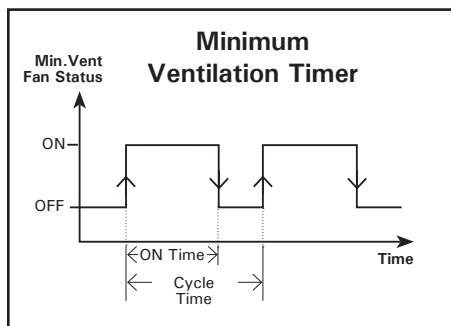 Minimum
Ventilation Timer
Min.Vent
Fan Status
ON
OFF
ON Time
Time
Cycle
Time